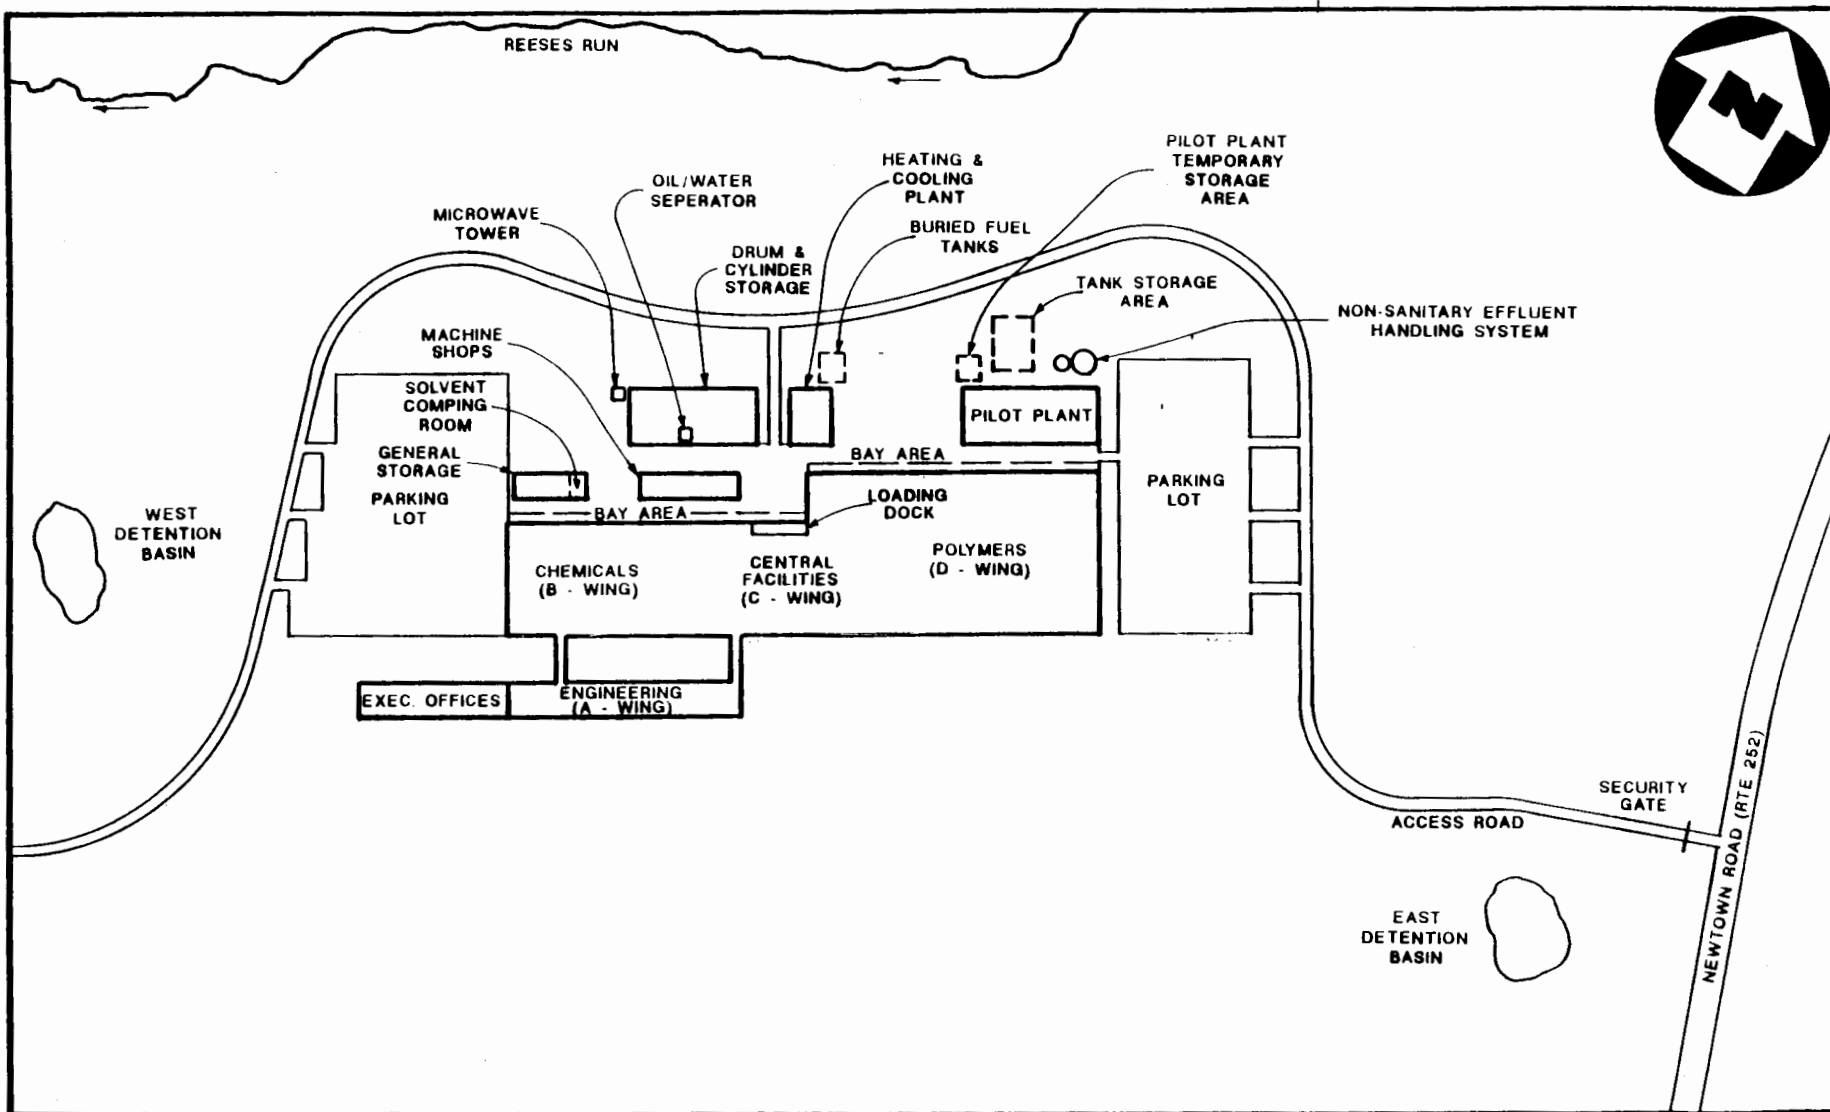 REESES RUN
N
PILOT PLANT
TEMPORARY
STORAGE
AREA
HEATING &
COOLING
PLANT
OIL/WATER
SEPERATOR
MICROWAVE
TOWER
BURIED FUEL
TANKS
DRUM &
CYLINDER
STORAGE
TANK STORAGE
AREA
NON-SANITARY EFFLUENT
HANDLING SYSTEM
MACHINE
SHOPS
SOLVENT
COMPING
ROOM
PILOT PLANT
GENERAL
STORAGE
BAY AREA
PARKING
LOT
LOADING
DOCK
PARKING
LOT
BAY AREA
WEST
DETENTION
BASIN
CHEMICALS
(B - WING)
CENTRAL
FACILITIES
(C - WING)
POLYMERS
(D - WING)
EXEC. OFFICES
ENGINEERING
(A - WING)
SECURITY
GATE
ACCESS ROAD
NEWTOWN ROAD (RTE 252)
EAST
DETENTION
BASIN